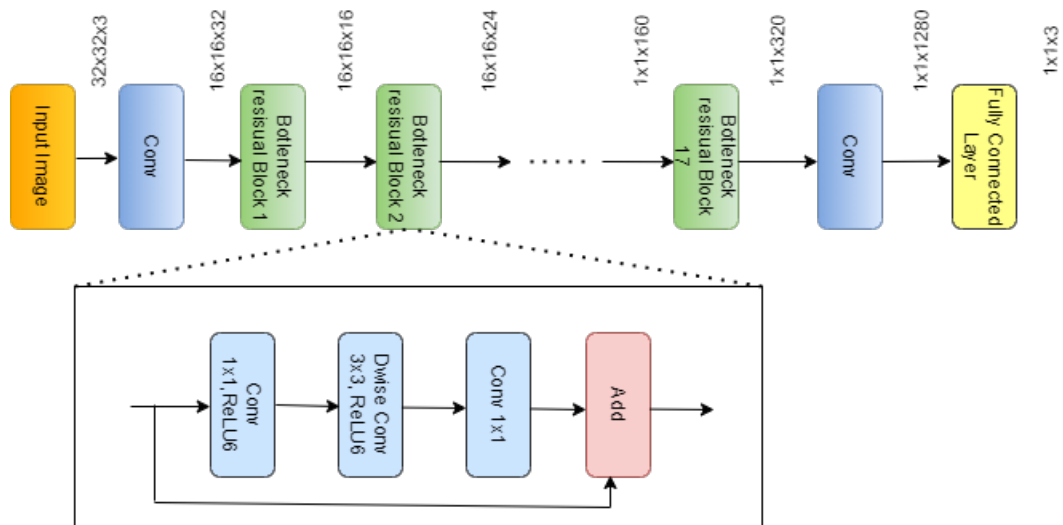 32x32x3
16x16x32
16x16x16
16x16x24
1x1x160
1x1x320
1x1x1280
1x1x3
Input Image
Conv
Botleneck
resisual Block 1
Botleneck
resisual Block 2
Botleneck
resisual Block
17
Conv
Fully Connected
Layer
Conv
1x1,ReLU6
Dwise Conv
3x3, ReLU6
Conv 1x1
Add